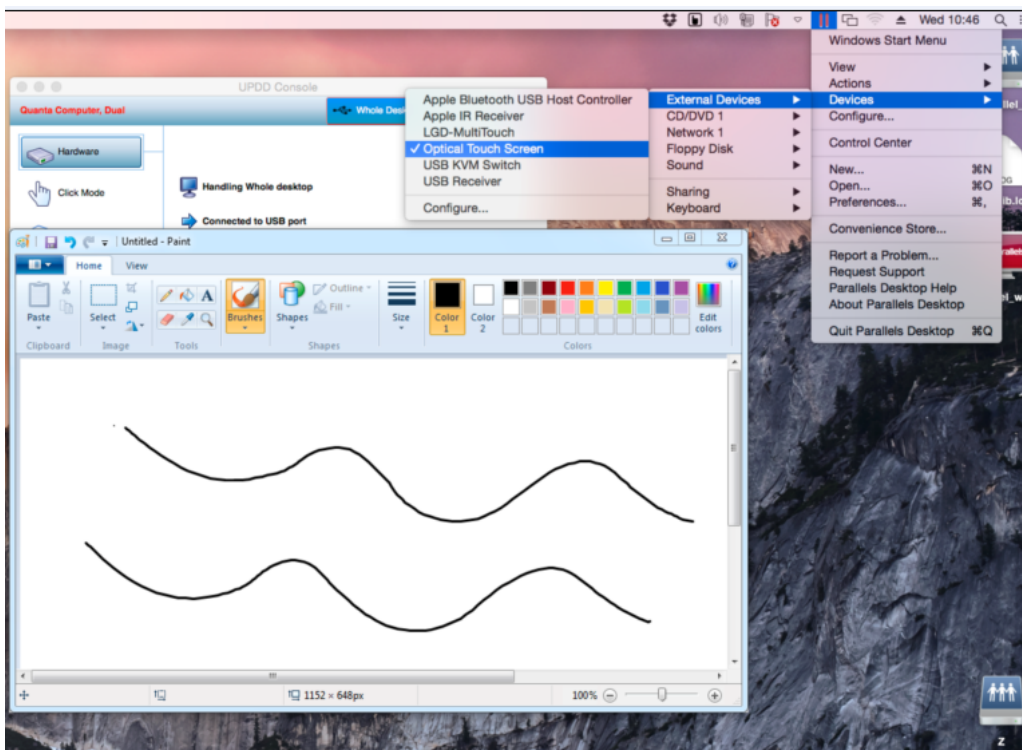 Wed 10:46
Windows Start Menu
View
Actions
Devices
Configure...
Control Center
New... ⌘N
Open... ⌘O
Preferences... ⌘,
Convenience Store...
Report a Problem...
Request Support
Parallels Desktop Help
About Parallels Desktop
Quit Parallels Desktop ⌘Q
External Devices
CD/DVD 1
Network 1
Floppy Disk
Sound
Sharing
Keyboard
Apple Bluetooth USB Host Controller
Apple IR Receiver
LGD-MultiTouch
✓ Optical Touch Screen
USB KVM Switch
USB Receiver
Configure...
UPDD Console
Quanta Computer, Dual
Whole Des
Hardware
Click Mode
Handling Whole desktop
Connected to USB port
Untitled - Paint
Home View
Paste
Select
Brushes
Shapes
Outline
Fill
Size
Color 1
Color 2
Edit colors
Clipboard Image Tools Shapes Colors
1152 × 648px
100%
z